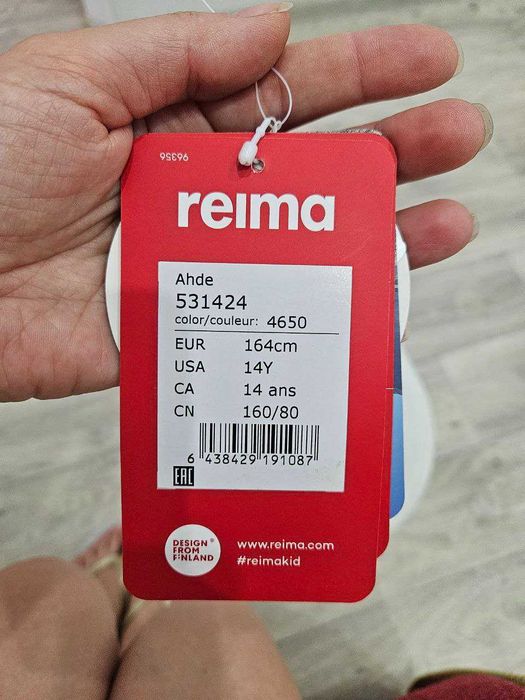 96356
reima
Ahde
531424
color/couleur: 4650
EUR 164cm
USA 14Y
CA 14 ans
CN 160/80
6 438429 191087
EAC
DESIGN
FROM
FINLAND
www.reima.com
#reimakid